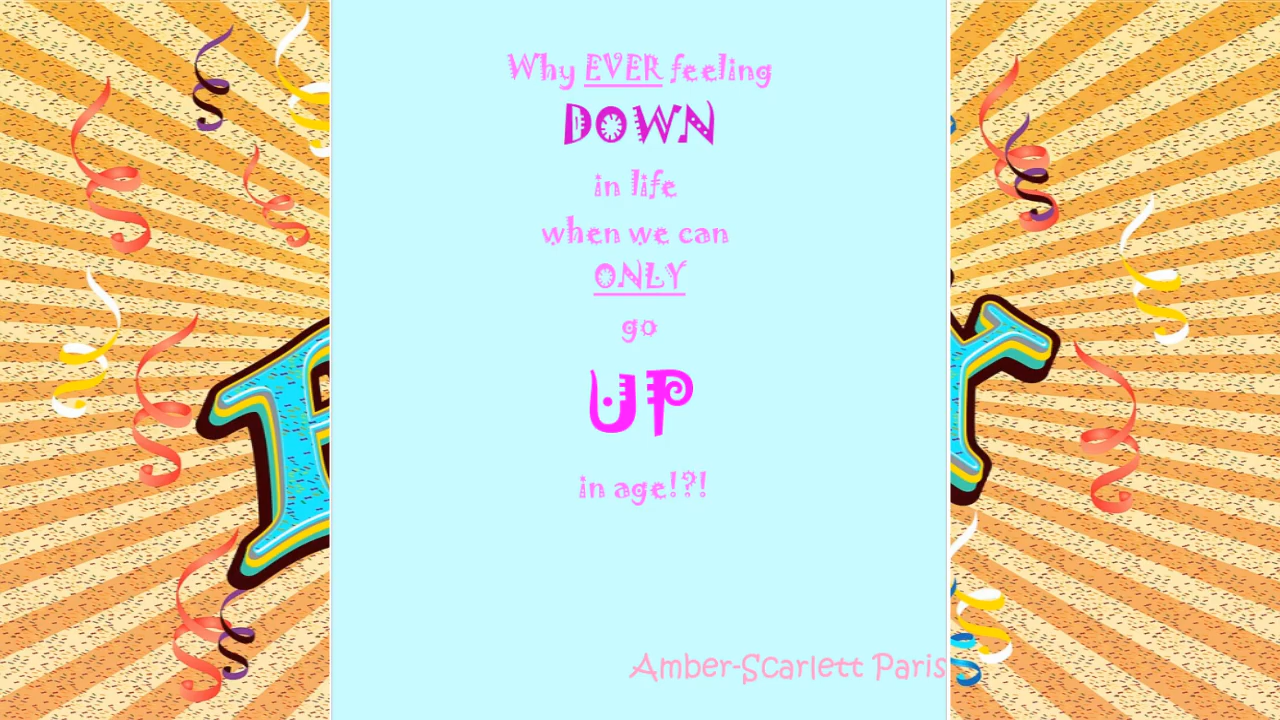 Why EVER feeling
DOWN
in life
when we can
ONLY
go
UP
in age!?!
Amber-Scarlett Paris